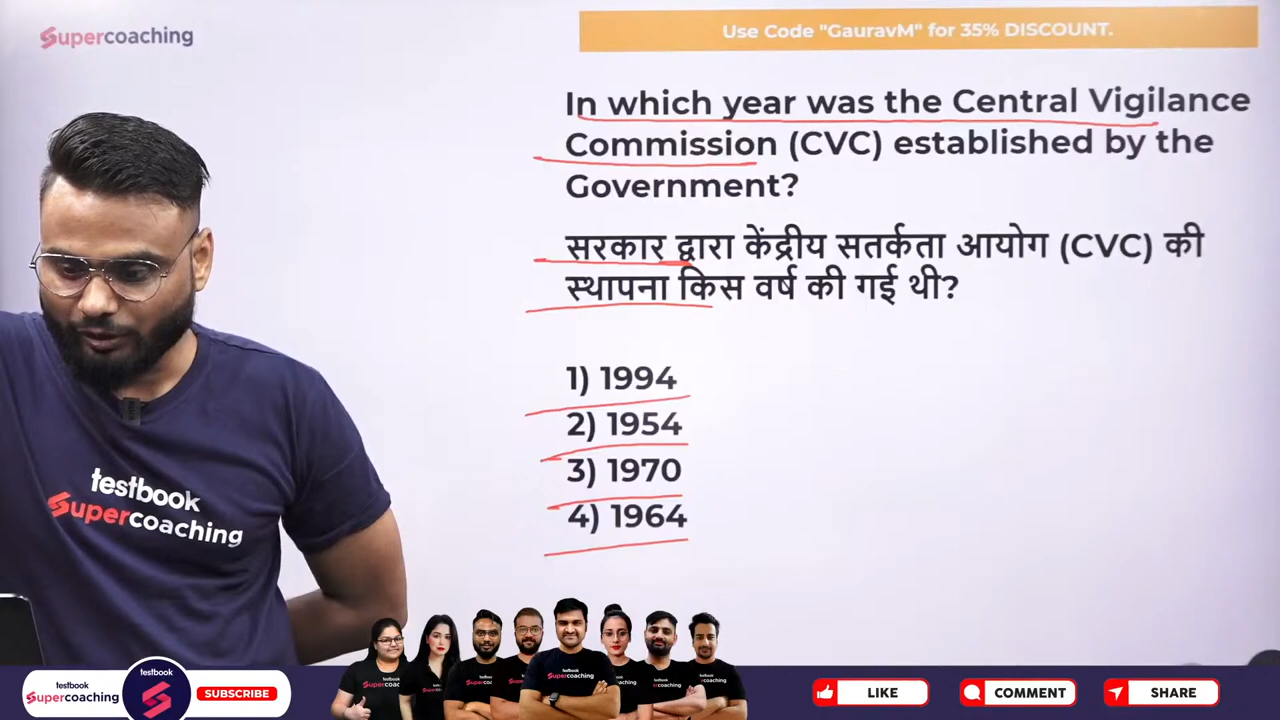 Supercoaching
Use Code "GauravM" for 35% DISCOUNT.
In which year was the Central Vigilance
Commission (CVC) established by the
Government?
सरकार द्वारा केंद्रीय सतर्कता आयोग (CVC) की
स्थापना किस वर्ष की गई थी?
1) 1994
2) 1954
3) 1970
4) 1964
testbook
Supercoaching
testbook
Supercoaching
testbook
SUBSCRIBE
LIKE
COMMENT
SHARE